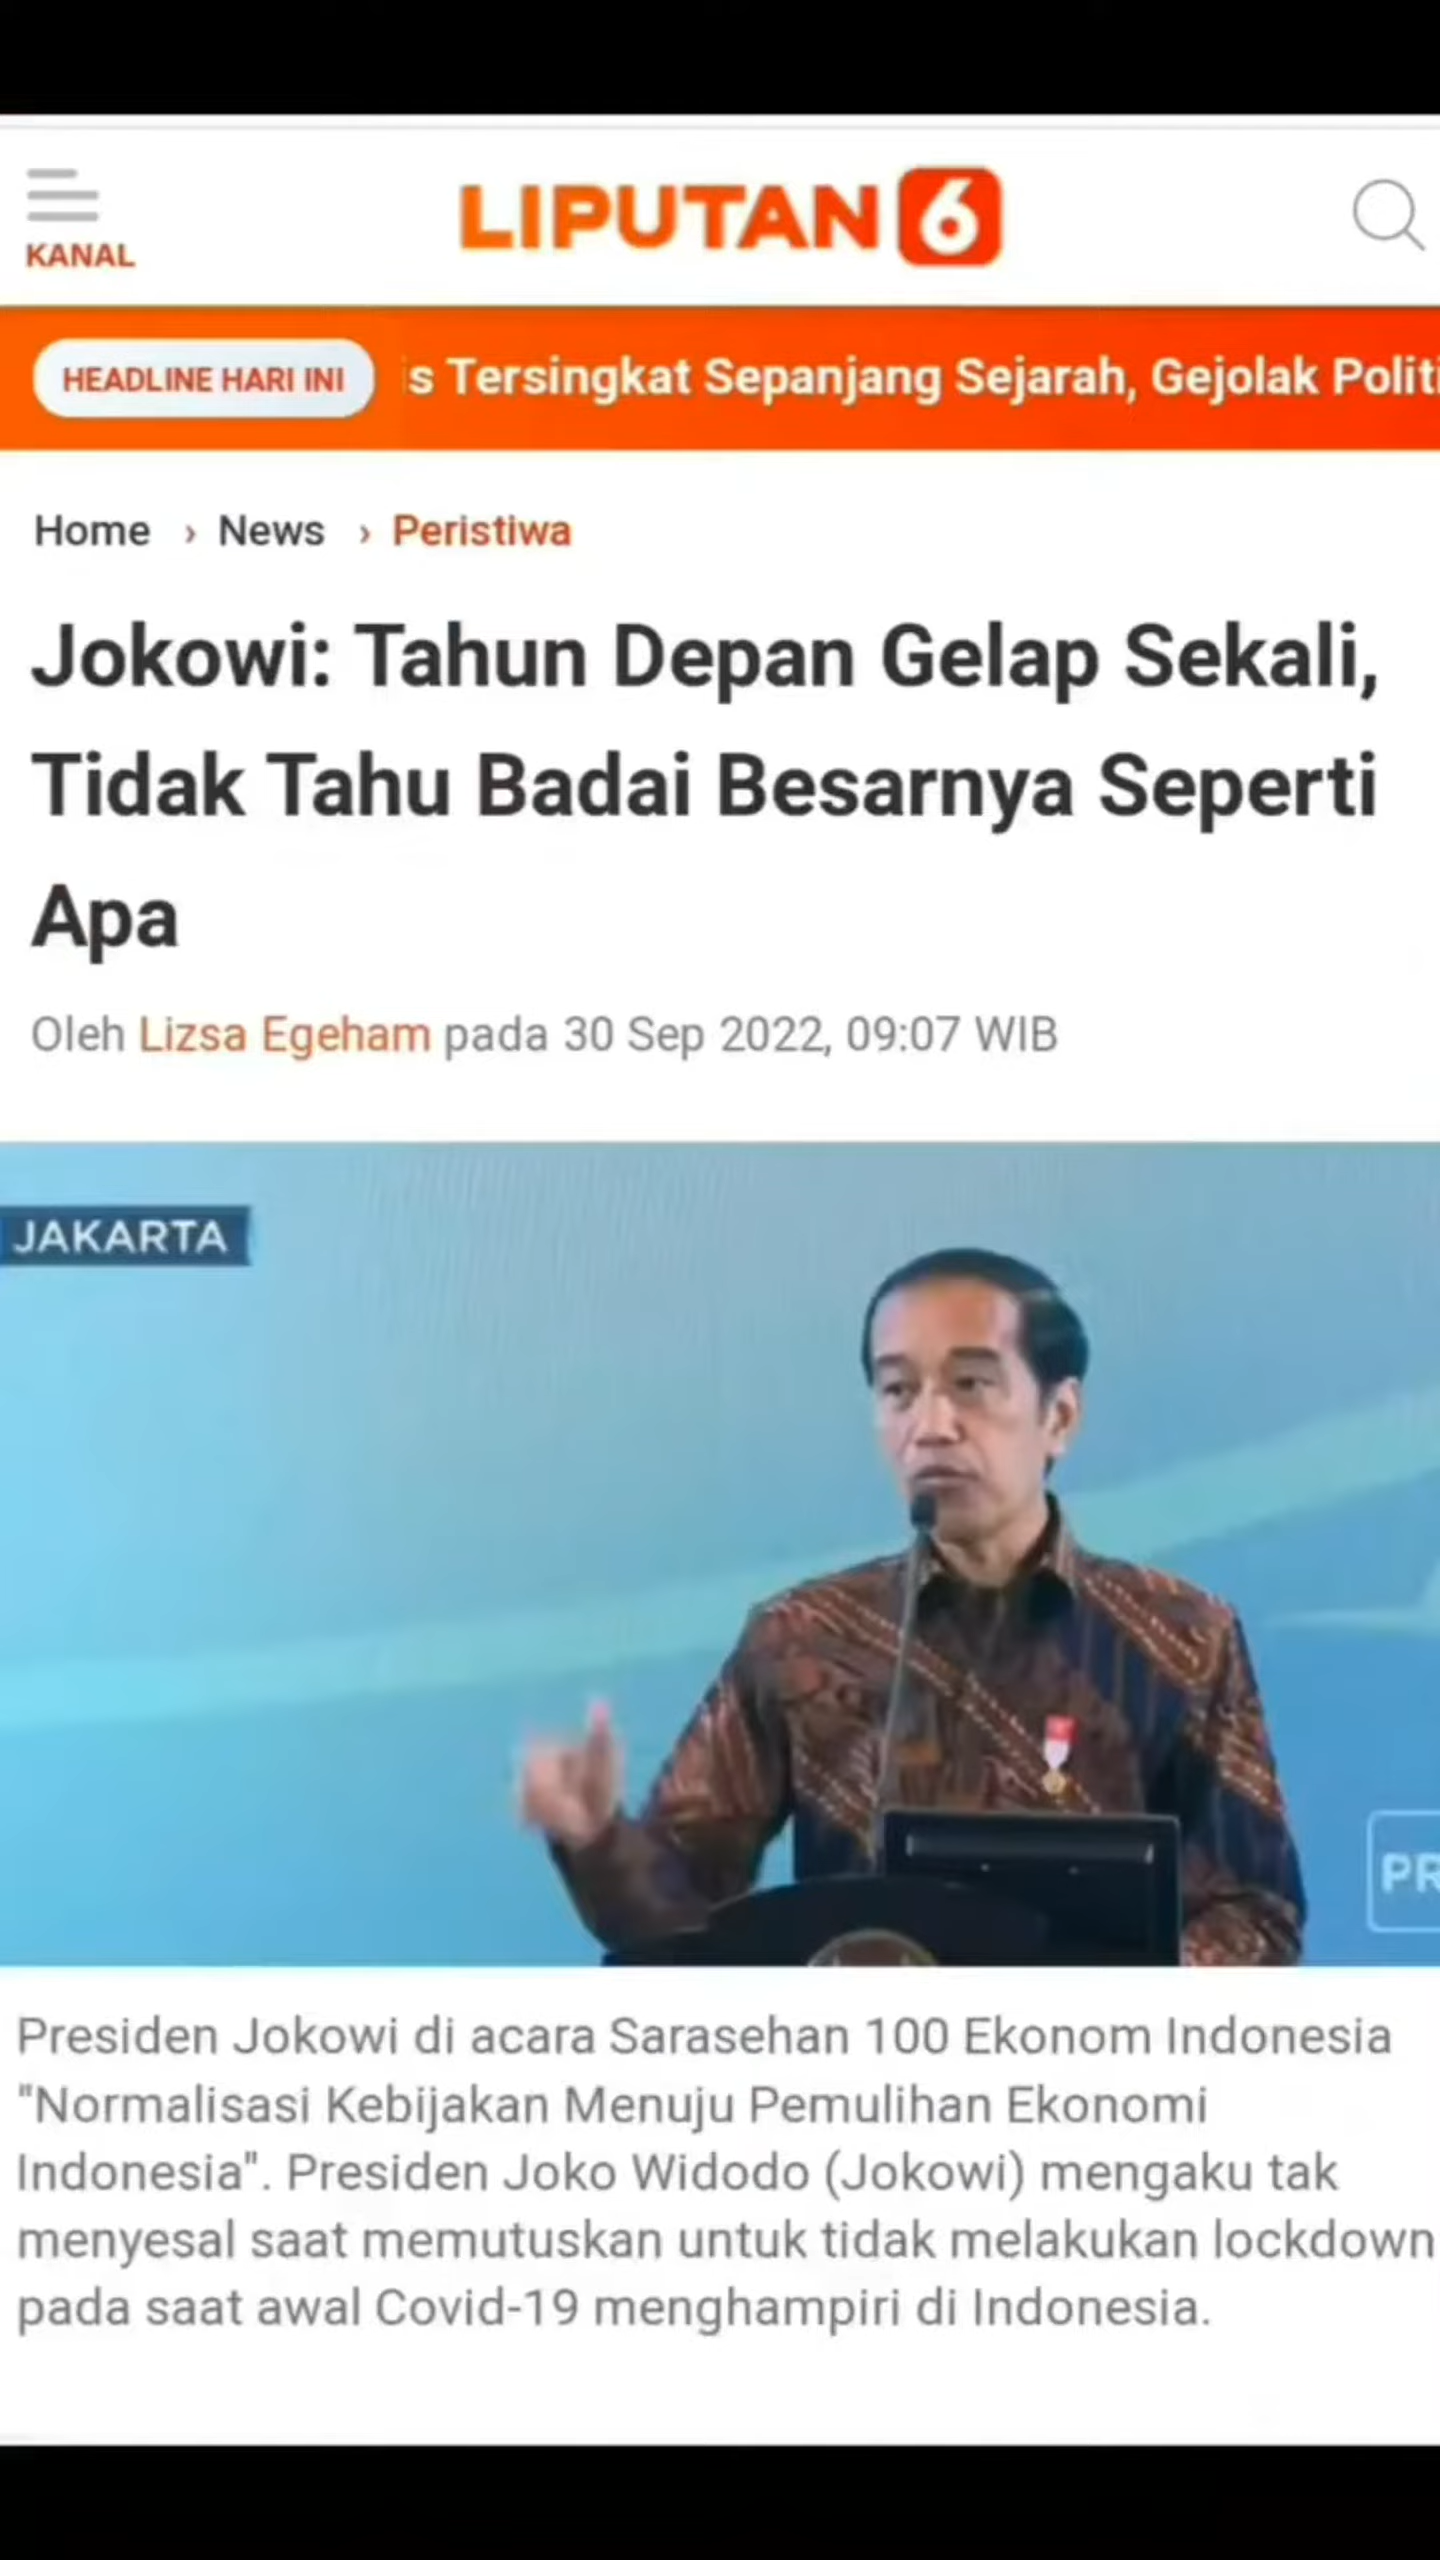 LIPUTAN 6
KANAL
HEADLINE HARI INI
Tersingkat Sepanjang Sejarah, Gejolak
Home › News › Peristiwa
Jokowi: Tahun Depan Gelap Sekali,
Tidak Tahu Badai Besarnya Seperti
Apa
Oleh Lizsa Egeham pada 30 Sep 2022, 09:07 WIB
JAKARTA
Presiden Jokowi di acara Sarasehan 100 Ekonom Indonesia
"Normalisasi Kebijakan Menuju Pemulihan Ekonomi
Indonesia". Presiden Joko Widodo (Jokowi) mengaku tak
menyesal saat memutuskan untuk tidak melakukan lockdown
pada saat awal Covid-19 menghampiri di Indonesia.